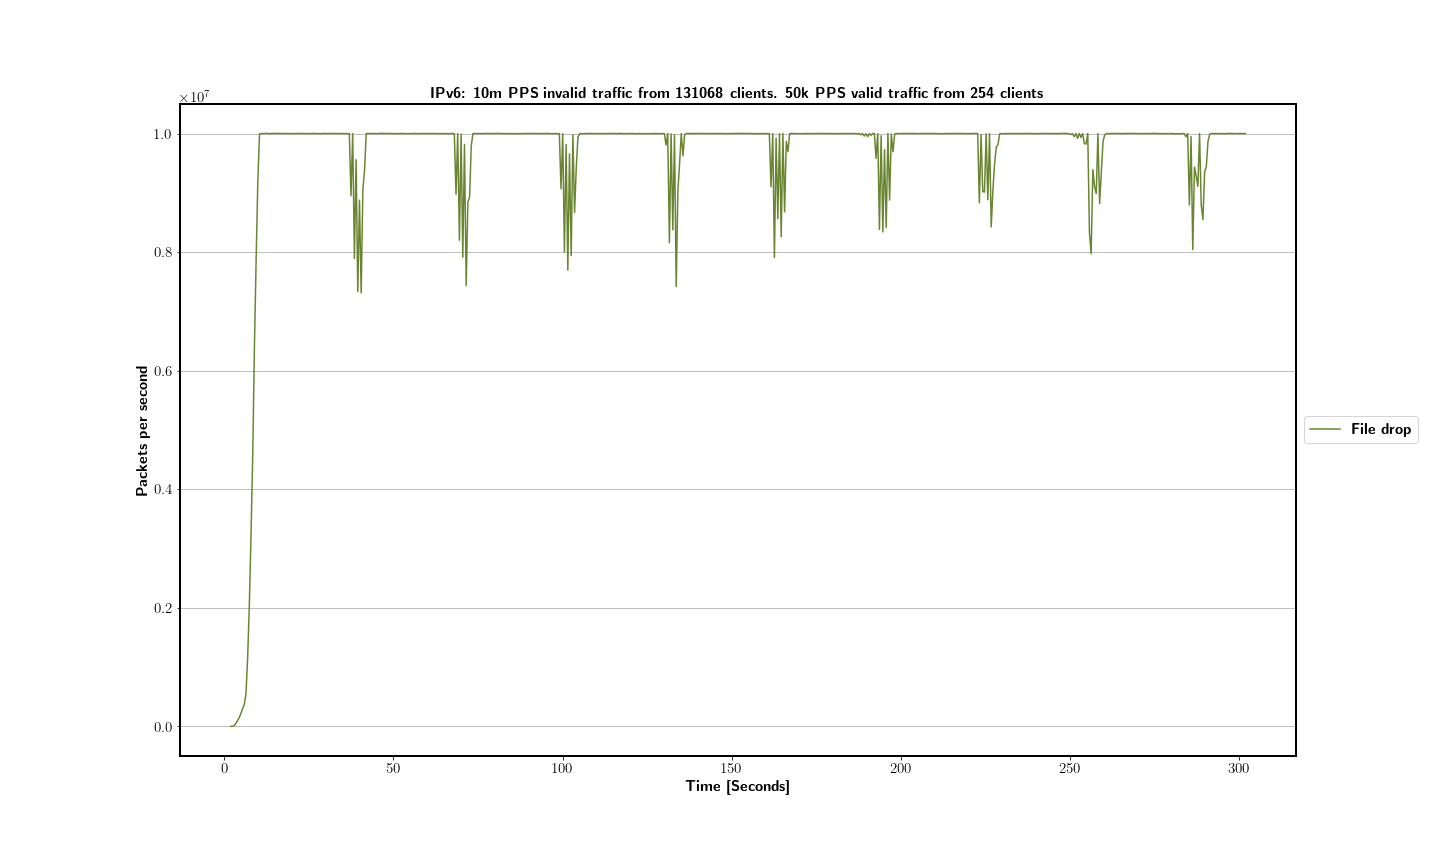 IPv6: 10m PPS invalid traffic from 131068 clients. 50k PPS valid traffic from 254 clients
×10⁷
1.0
0.8
0.6
0.4
0.2
0.0
Packets per second
File drop
0 50 100 150 200 250 300
Time [Seconds]